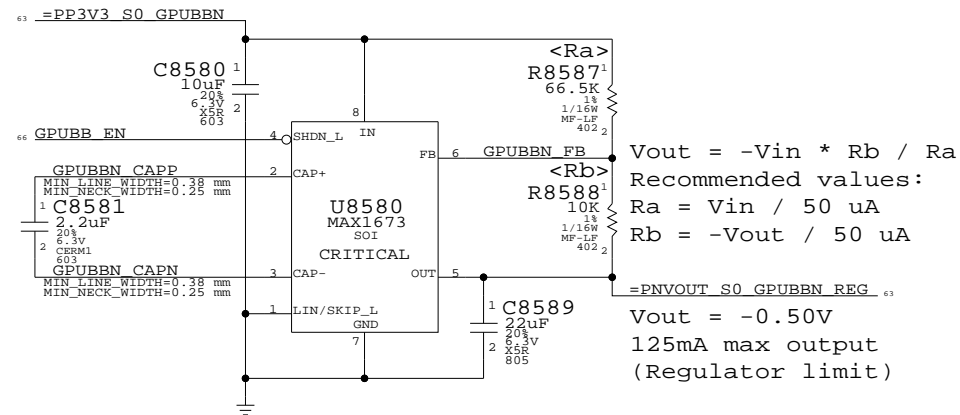 63 =PP3V3_S0_GPUBBN
C8580 1
10uF
20%
6.3V
X5R 2
603
<Ra>
R8587 1
66.5K
1%
1/16W
MF-LF
402 2
66 GPUBB_EN
4 SHDN_L
8
IN
FB 6 GPUBBN_FB
GPUBBN_CAPP
MIN_LINE_WIDTH=0.38 mm
MIN_NECK_WIDTH=0.25 mm
2 CAP+
1 C8581
2.2uF
20%
6.3V
2 CERM1
603
GPUBBN_CAPN
MIN_LINE_WIDTH=0.38 mm
MIN_NECK_WIDTH=0.25 mm
3 CAP-
U8580
MAX1673
SOI
CRITICAL
OUT 5
1 LIN/SKIP_L
GND
7
<Rb>
R8588 1
10K
1%
1/16W
MF-LF
402 2
1 C8589
22uF
20%
6.3V
2 X5R
805
Vout = -Vin * Rb / Ra
Recommended values:
Ra = Vin / 50 uA
Rb = -Vout / 50 uA
=PNVOUT_S0_GPUBBN_REG 63
Vout = -0.50V
125mA max output
(Regulator limit)